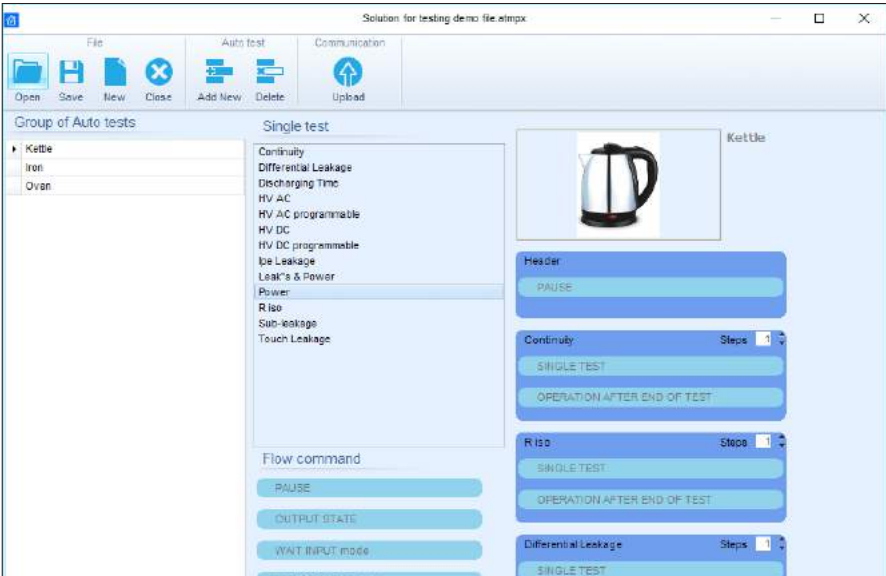 Solution for testing demo file.atmpx
File Auto test Communication
Open Save New Close Add New Delete Upload
Group of Auto tests
Kettle
Iron
Oven
Single test
Continuity
Differential Leakage
Discharging Time
HV AC
HV AC programmable
HV DC
HV DC programmable
Ipe Leakage
Leak's & Power
Power
R iso
Sub-leakage
Touch Leakage
Flow command
PAUSE
OUTPUT STATE
WAIT INPUT mode
Kettle
Header
PAUSE
Continuity Steps 1
SINGLE TEST
OPERATION AFTER END OF TEST
R iso Steps 1
SINGLE TEST
OPERATION AFTER END OF TEST
Differential Leakage Steps 1
SINGLE TEST